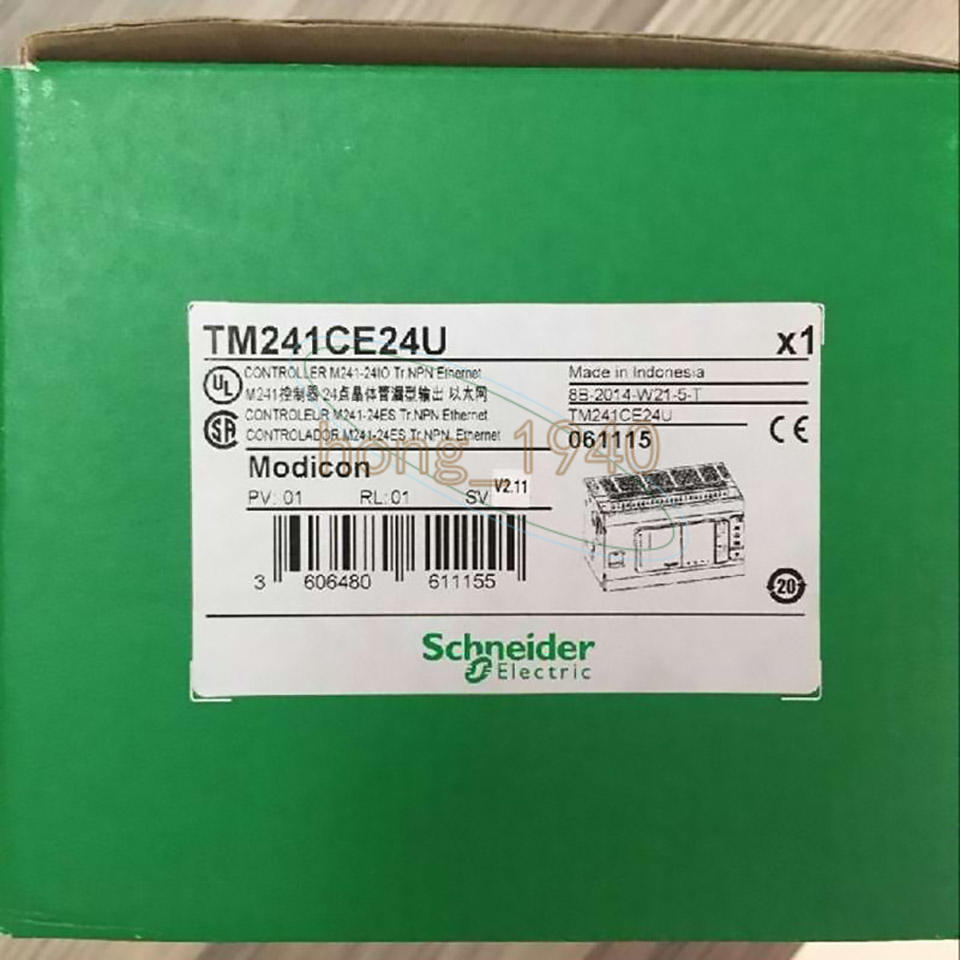 TM241CE24U x1
UL
CONTROLLER M241-24IO Tr.NPN Ethernet
M241控制器 24点晶体管漏型输出 以太网
SA
CONTROLEUR M241-24ES Tr.NPN Ethernet
CONTROLADOR M241-24ES Tr.NPN. Ethernet
Made in Indonesia
8B-2014-W21-5-T
TM241CE24U
061115
CE
hong_1940
Modicon
PV: 01 RL: 01 SV V2.11
3 606480 611155
20
Schneider
Electric